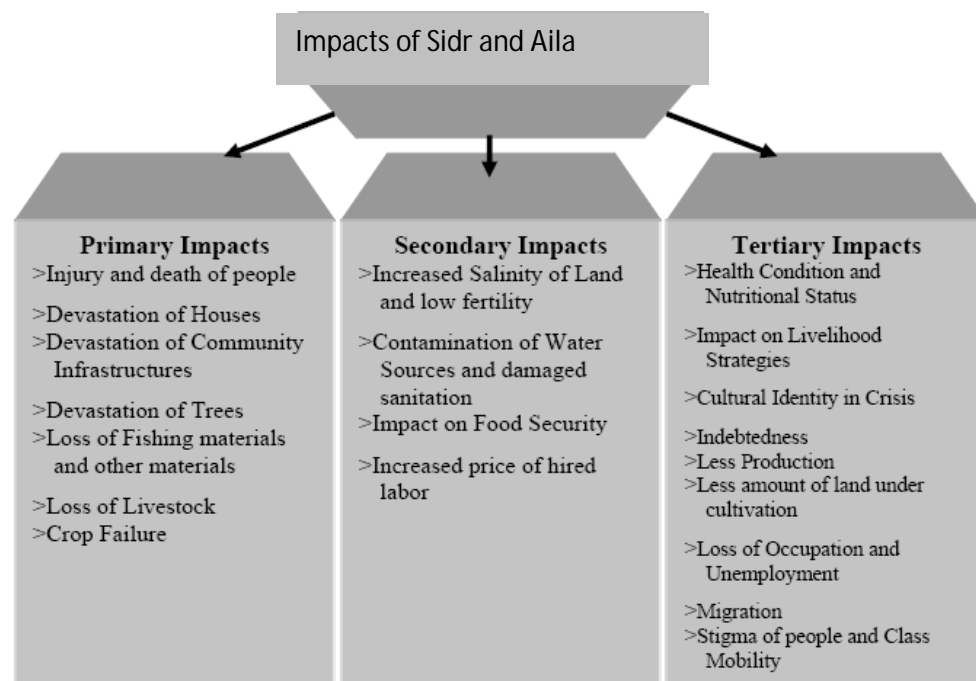 Impacts of Sidr and Aila
Primary Impacts
>Injury and death of people
>Devastation of Houses
>Devastation of Community
Infrastructures
>Devastation of Trees
>Loss of Fishing materials
and other materials
>Loss of Livestock
>Crop Failure
Secondary Impacts
>Increased Salinity of Land
and low fertility
>Contamination of Water
Sources and damaged
sanitation
>Impact on Food Security
>Increased price of hired
labor
Tertiary Impacts
>Health Condition and
Nutritional Status
>Impact on Livelihood
Strategies
>Cultural Identity in Crisis
>Indebtedness
>Less Production
>Less amount of land under
cultivation
>Loss of Occupation and
Unemployment
>Migration
>Stigma of people and Class
Mobility